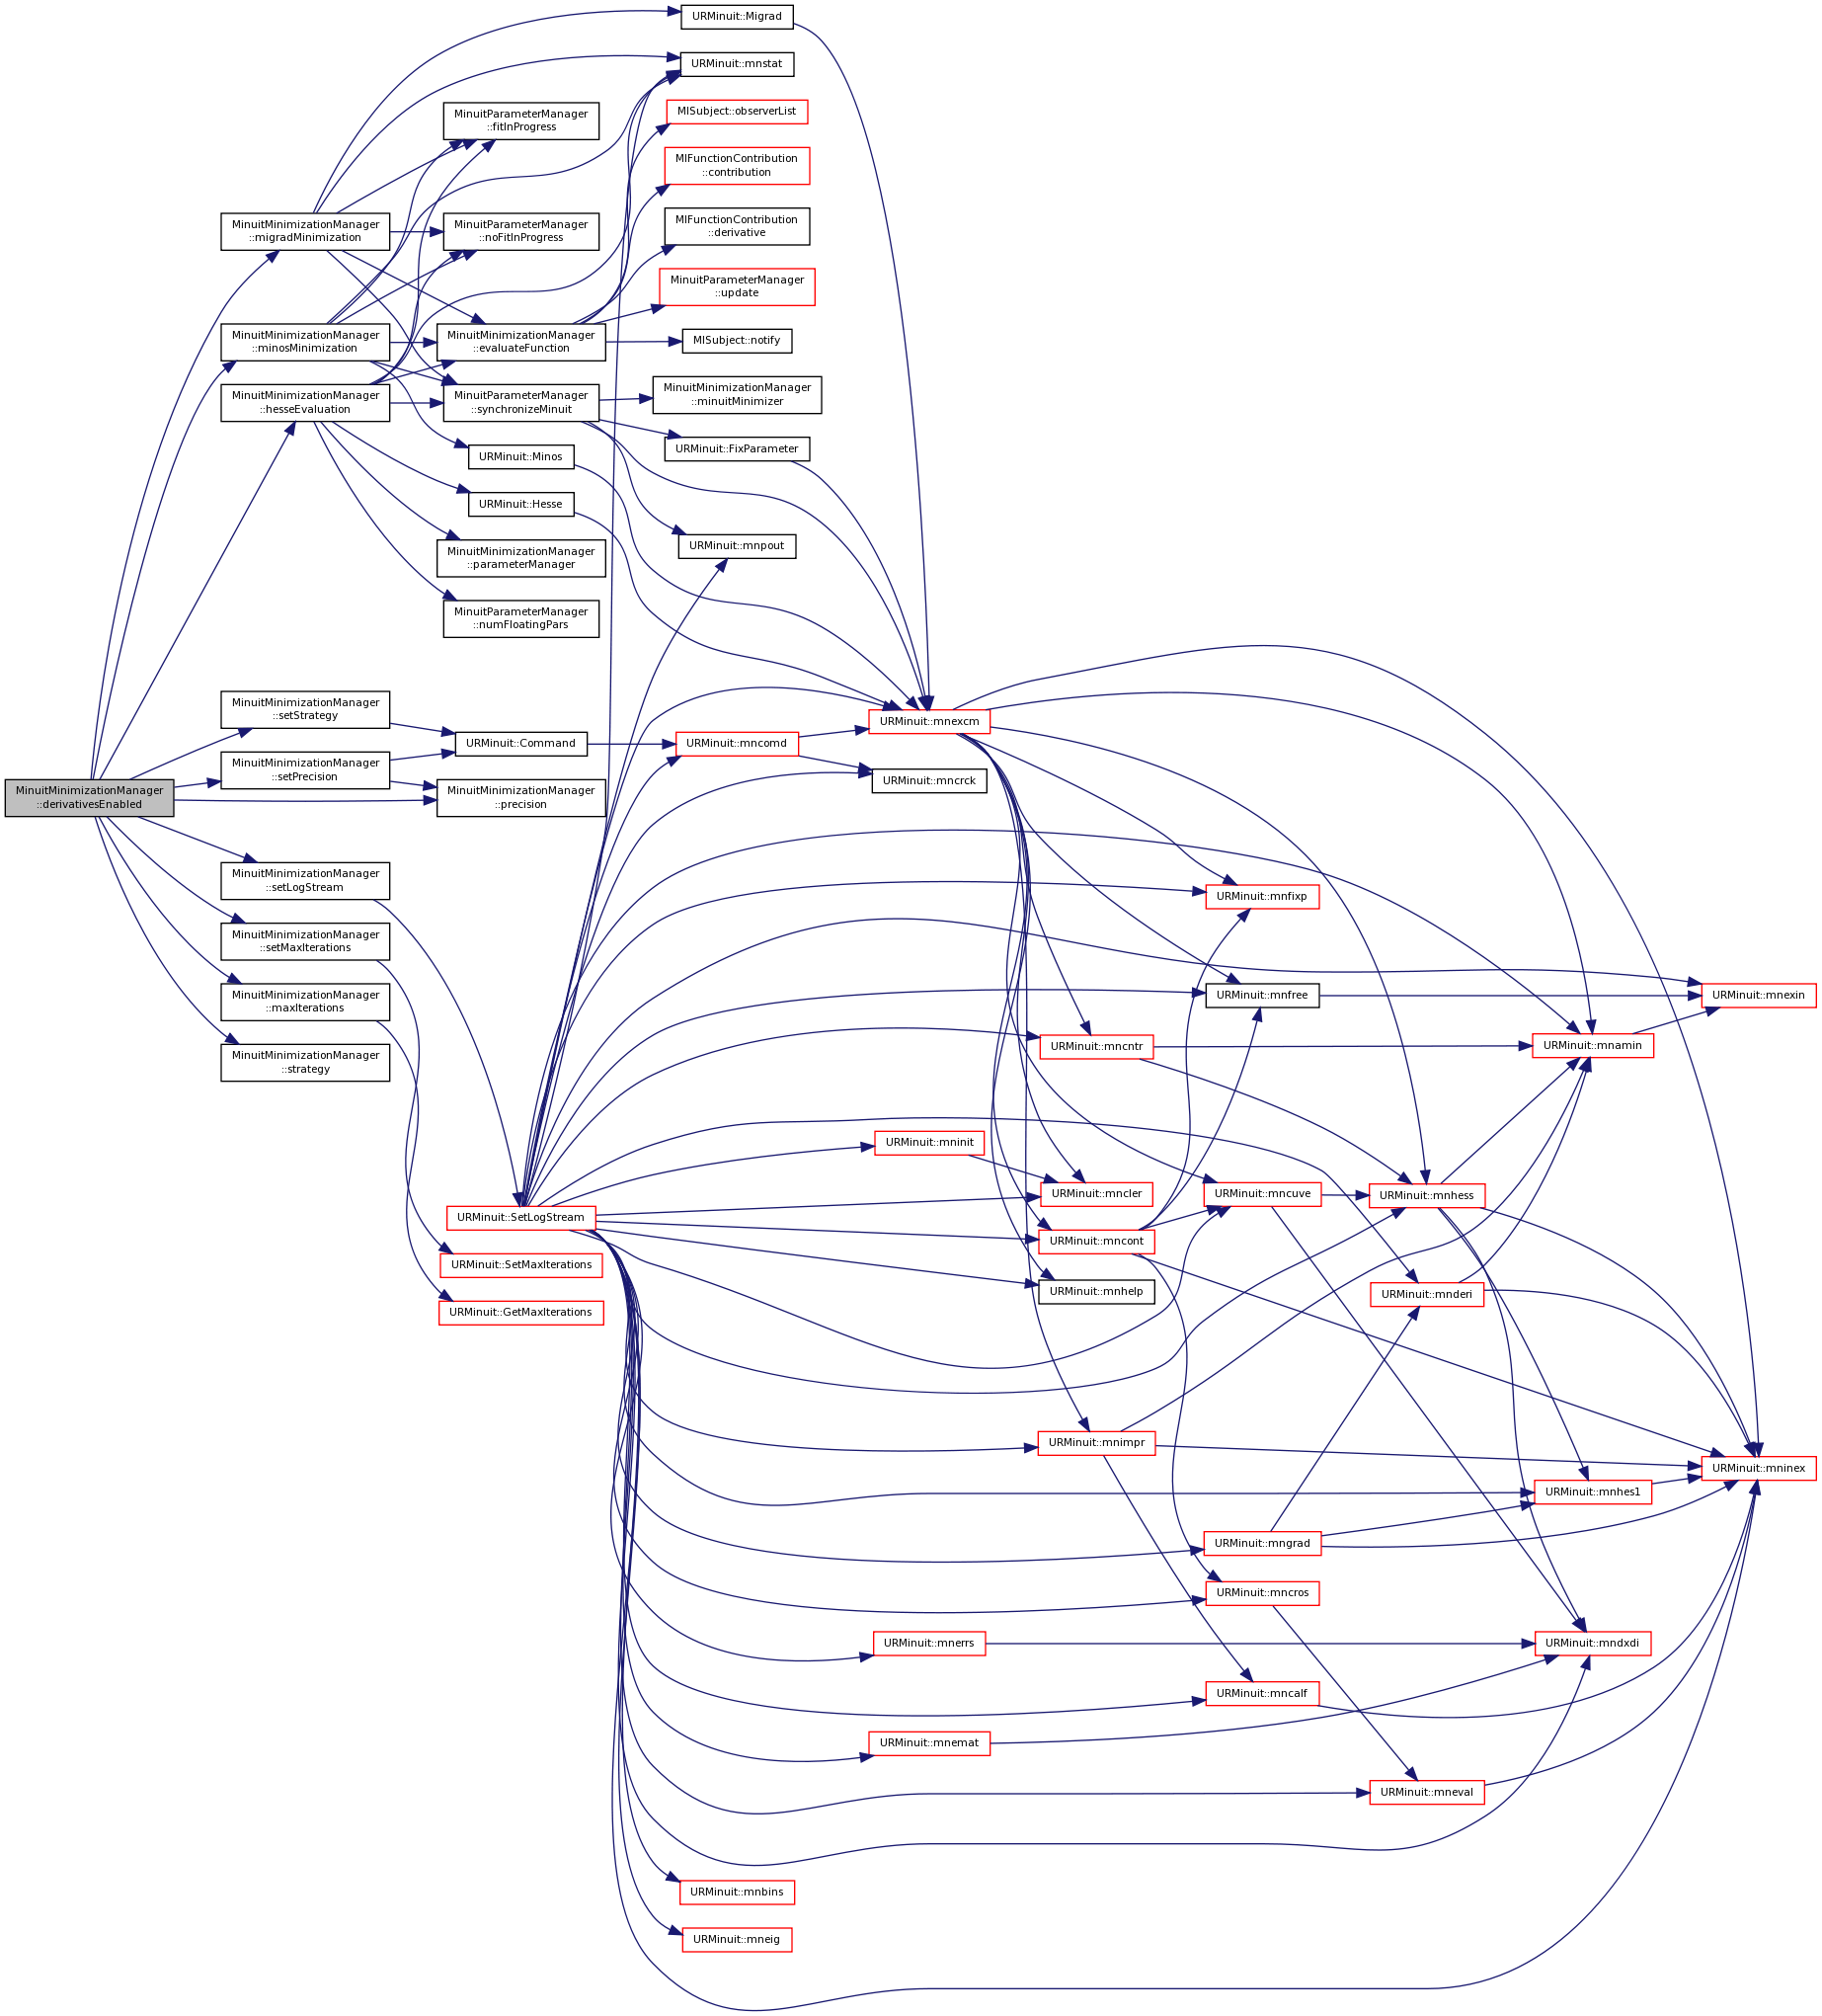 MinuitMinimizationManager
::derivativesEnabled
MinuitMinimizationManager
::migradMinimization
MinuitMinimizationManager
::minosMinimization
MinuitMinimizationManager
::hesseEvaluation
MinuitMinimizationManager
::setStrategy
MinuitMinimizationManager
::setPrecision
MinuitMinimizationManager
::setLogStream
MinuitMinimizationManager
::setMaxIterations
MinuitMinimizationManager
::maxIterations
MinuitMinimizationManager
::strategy
MinuitParameterManager
::fitInProgress
MinuitParameterManager
::noFitInProgress
MinuitMinimizationManager
::evaluateFunction
MinuitParameterManager
::synchronizeMinuit
URMinuit::Minos
URMinuit::Hesse
MinuitMinimizationManager
::parameterManager
MinuitParameterManager
::numFloatingPars
URMinuit::Command
MinuitMinimizationManager
::precision
URMinuit::SetLogStream
URMinuit::SetMaxIterations
URMinuit::GetMaxIterations
URMinuit::Migrad
URMinuit::mnstat
MISubject::observerList
MIFunctionContribution
::contribution
MIFunctionContribution
::derivative
MinuitParameterManager
::update
MISubject::notify
MinuitMinimizationManager
::minuitMinimizer
URMinuit::FixParameter
URMinuit::mnpout
URMinuit::mncomd
URMinuit::mnbins
URMinuit::mneig
URMinuit::mnexcm
URMinuit::mncrck
URMinuit::mninit
URMinuit::mnerrs
URMinuit::mnemat
URMinuit::mncntr
URMinuit::mncler
URMinuit::mncont
URMinuit::mnhelp
URMinuit::mnimpr
URMinuit::mnfixp
URMinuit::mnfree
URMinuit::mncuve
URMinuit::mngrad
URMinuit::mncros
URMinuit::mncalf
URMinuit::mnhess
URMinuit::mnderi
URMinuit::mneval
URMinuit::mnamin
URMinuit::mnhes1
URMinuit::mndxdi
URMinuit::mnexin
URMinuit::mninex